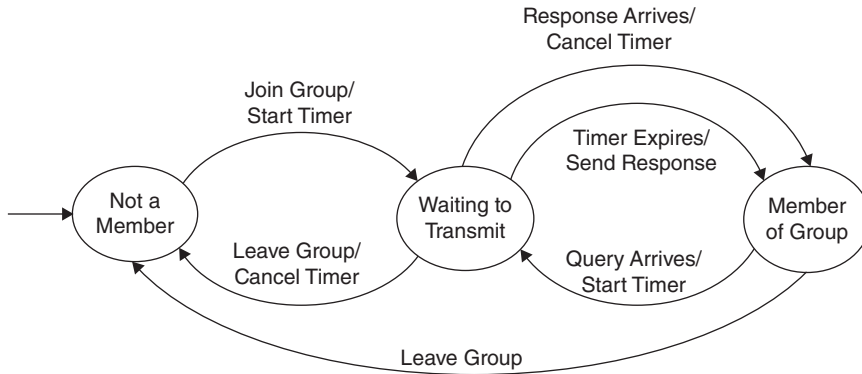 Response Arrives/
Cancel Timer
Join Group/
Start Timer
Timer Expires/
Send Response
Not a
Member
Waiting to
Transmit
Member
of Group
Leave Group/
Cancel Timer
Query Arrives/
Start Timer
Leave Group